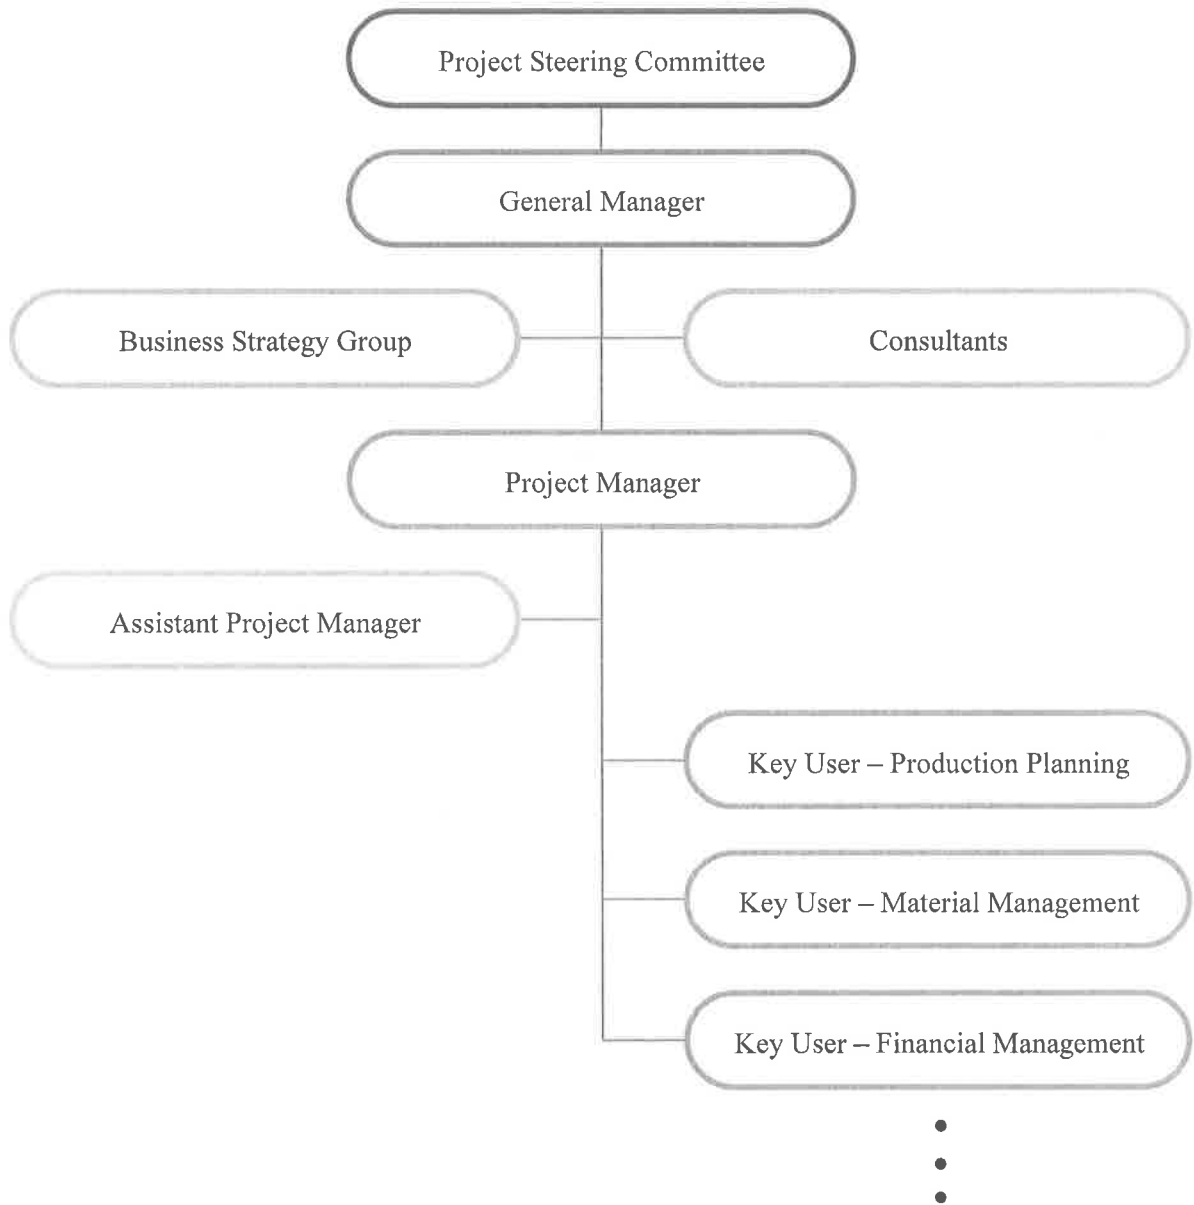 Project Steering Committee
General Manager
Business Strategy Group
Consultants
Project Manager
Assistant Project Manager
Key User – Production Planning
Key User – Material Management
Key User – Financial Management